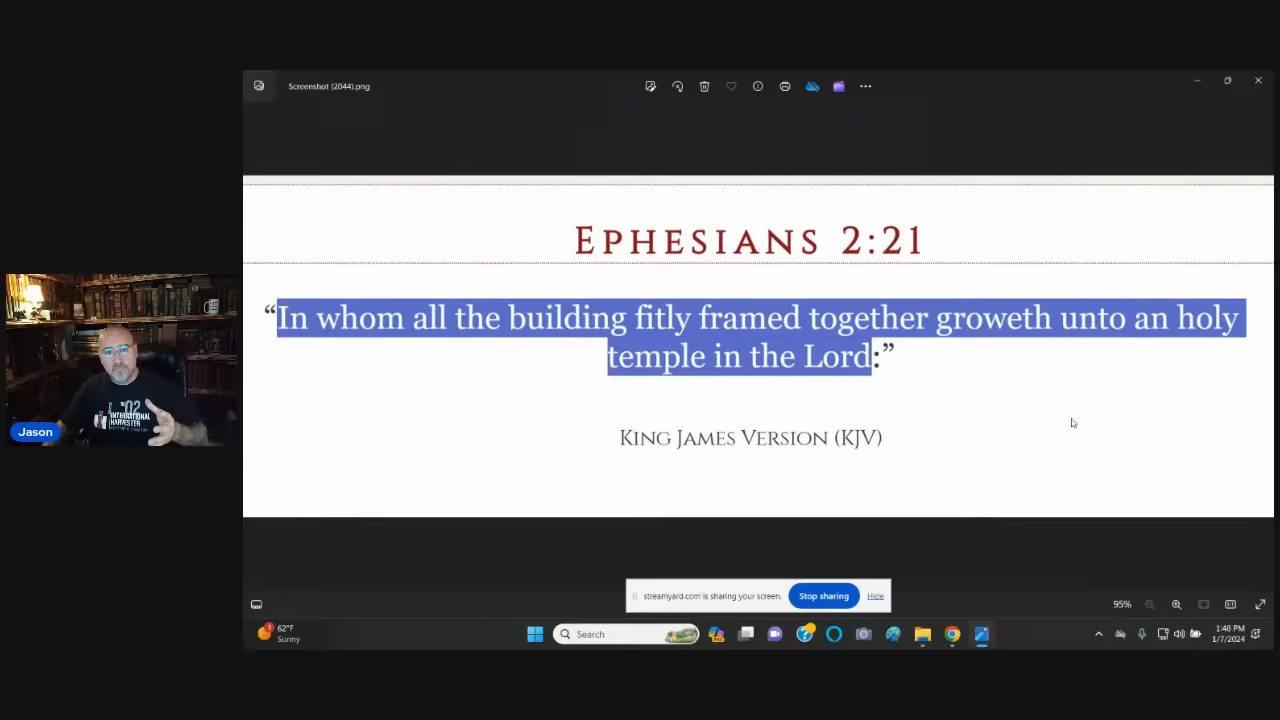 Screenshot (2044).png
EPHESIANS 2:21
“In whom all the building fitly framed together groweth unto an holy
temple in the Lord:”
KING JAMES VERSION (KJV)
Jason
'02
INTERNATIONAL
HARVESTER
streamyard.com is sharing your screen.
Stop sharing
Hide
95%
1
62°F
Sunny
Search
1:48 PM
1/7/2024